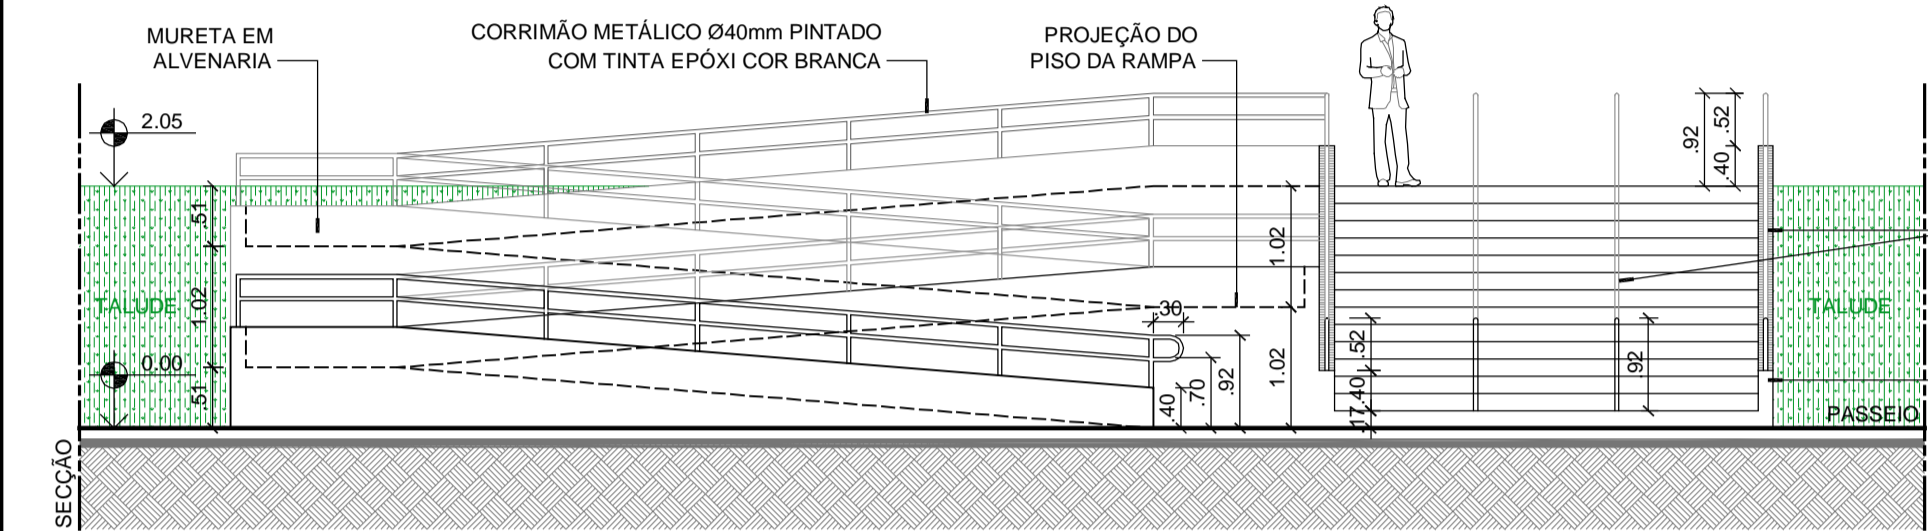 MURETA EM
ALVENARIA
CORRIMÃO METÁLICO Ø40mm PINTADO
COM TINTA EPÓXI COR BRANCA
PROJEÇÃO DO
PISO DA RAMPA
2.05
.92
.52
.40
.51
1.02
TALUDE
1.02
TALUDE
.30
0.00
.51
1.02
.40
.70
.92
.52
.40
.17
.92
PASSEIO
SECÇÃO